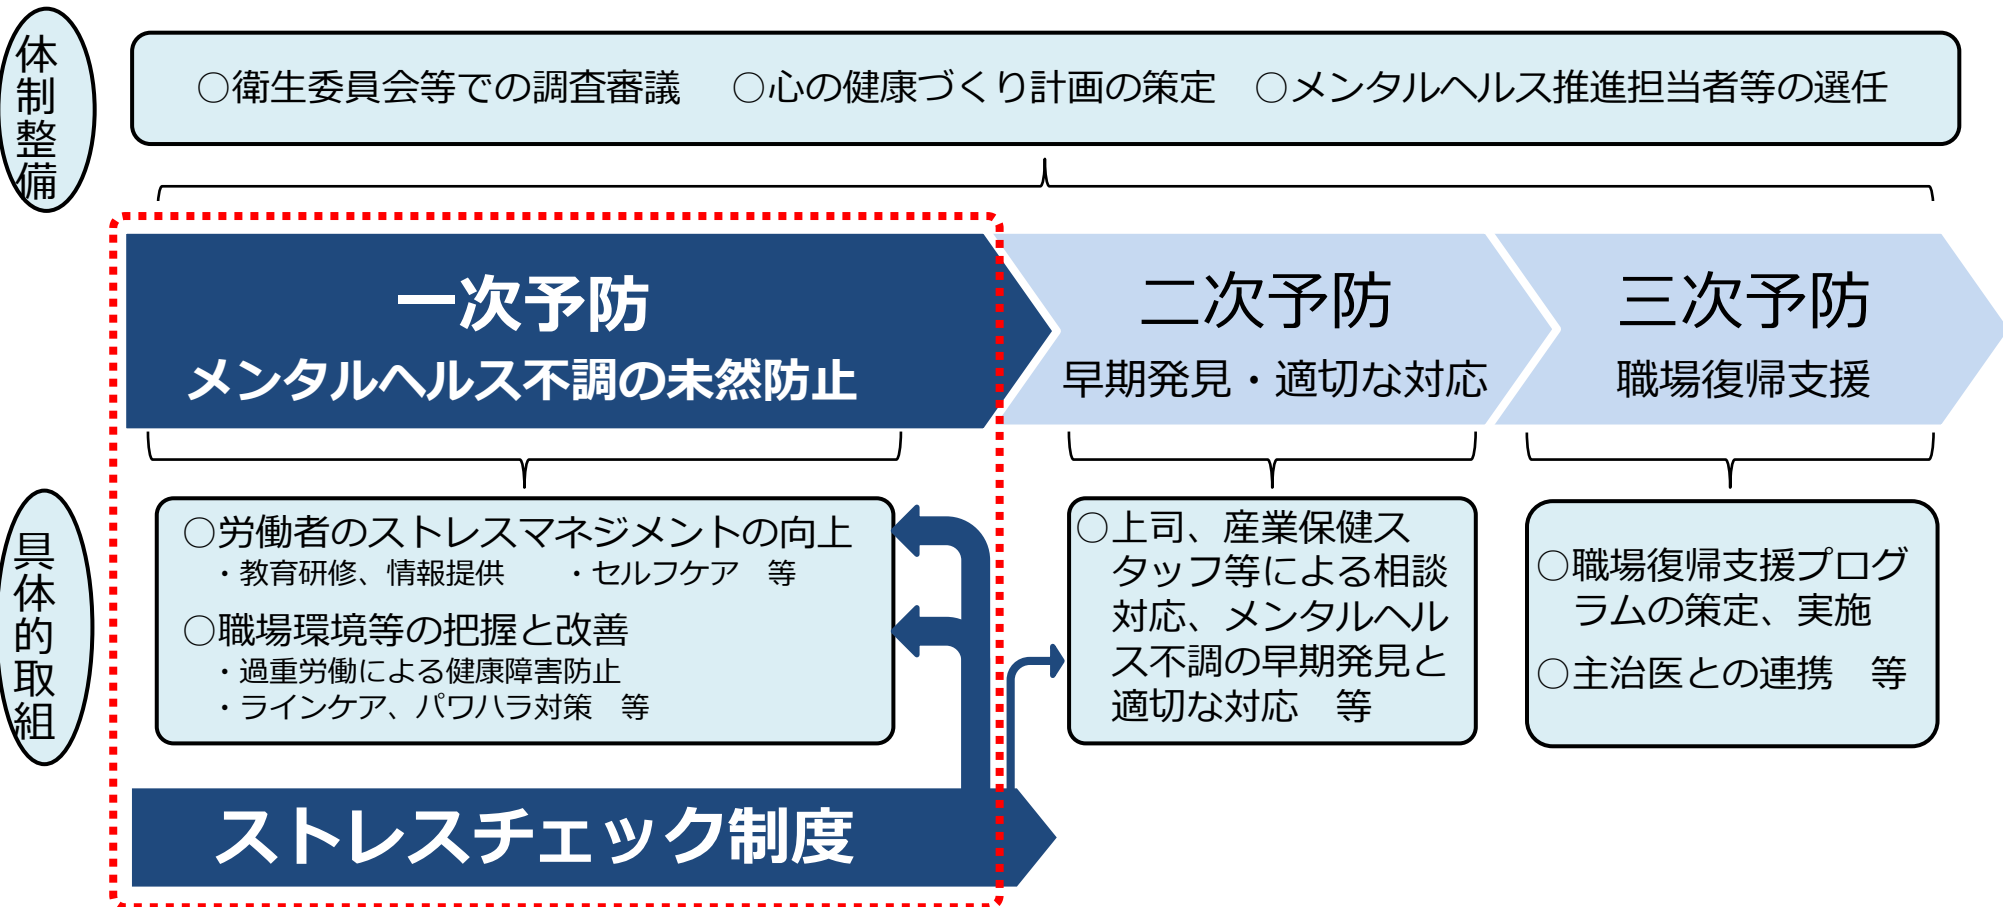 体制整備
○衛生委員会等での調査審議　○心の健康づくり計画の策定　○メンタルヘルス推進担当者等の選任
一次予防
メンタルヘルス不調の未然防止
二次予防
早期発見・適切な対応
三次予防
職場復帰支援
具体的取組
○労働者のストレスマネジメントの向上
・教育研修、情報提供　・セルフケア　等
○職場環境等の把握と改善
・過重労働による健康障害防止
・ラインケア、パワハラ対策　等
○上司、産業保健ス
タッフ等による相談
対応、メンタルヘル
ス不調の早期発見と
適切な対応　等
○職場復帰支援プログ
ラムの策定、実施
○主治医との連携　等
ストレスチェック制度